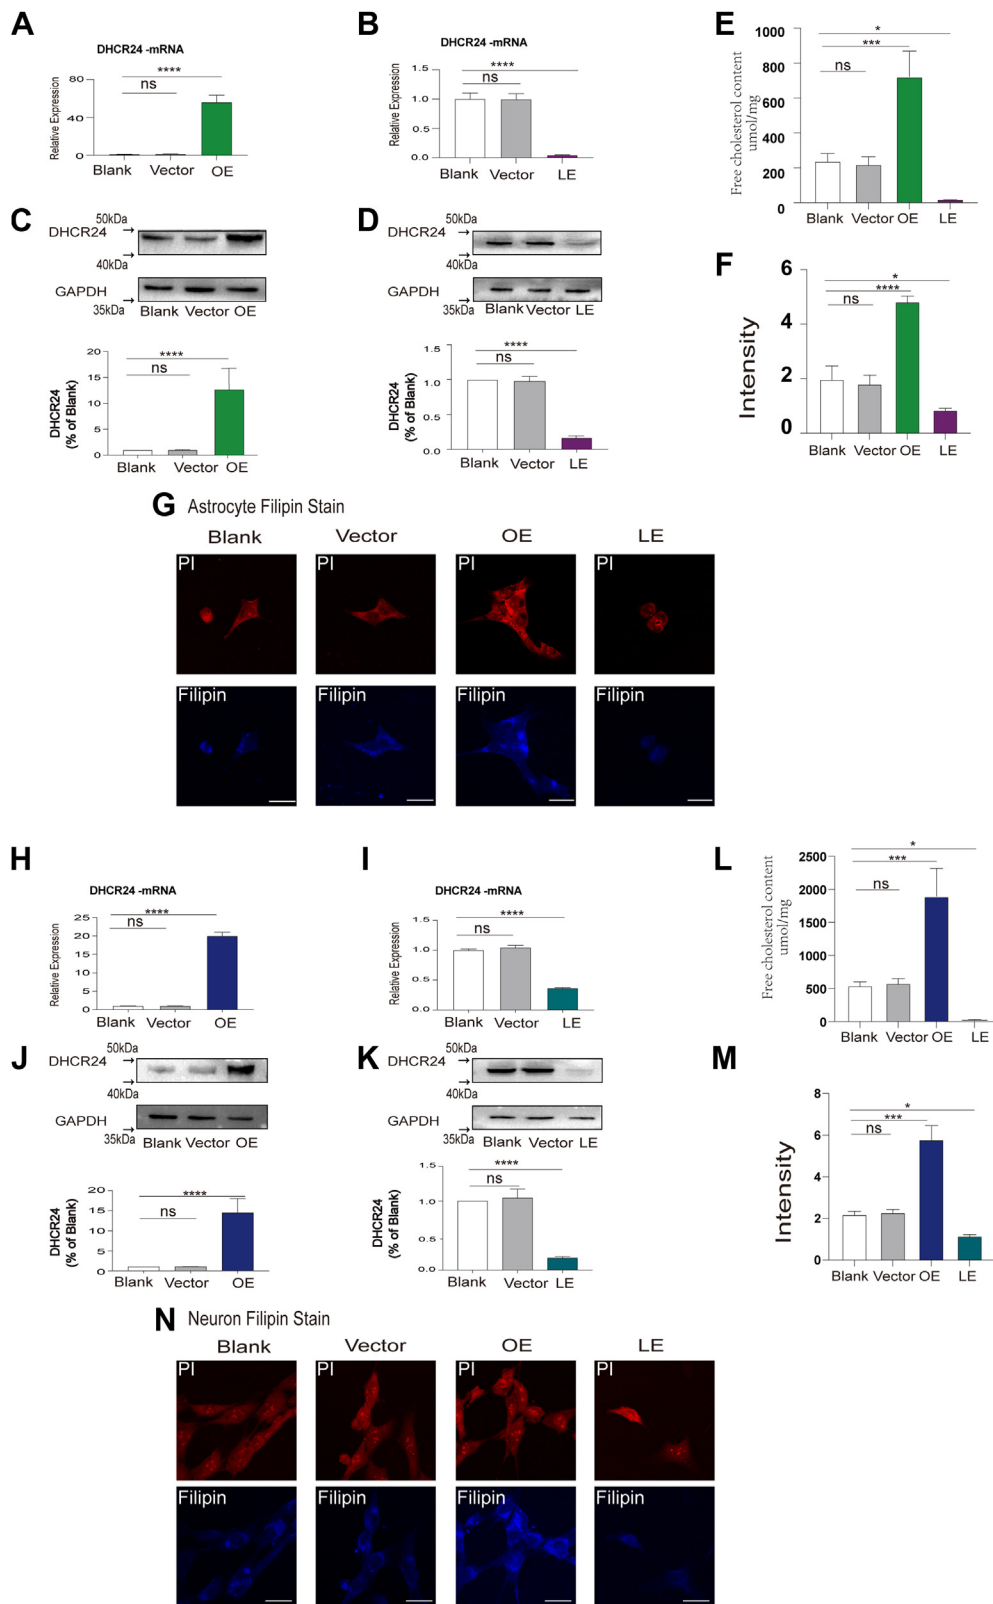 A
DHCR24 -mRNA
Relative Expression
80
40
0
****
ns
Blank Vector OE
B
DHCR24 -mRNA
Relative Expression
1.5
1.0
0.5
0.0
****
ns
Blank Vector LE
E
Free cholesterol content
umol/mg
1000
800
600
400
200
0
*
***
ns
Blank Vector OE LE
C
50kDa
DHCR24
40kDa
GAPDH
35kDa
Blank Vector OE
DHCR24
(% of Blank)
20
15
10
5
0
****
ns
Blank Vector OE
D
50kDa
DHCR24
40kDa
GAPDH
35kDa
Blank Vector LE
DHCR24
(% of Blank)
1.5
1.0
0.5
0.0
****
ns
Blank Vector LE
F
Intensity
6
4
2
0
*
****
ns
Blank Vector OE LE
G Astrocyte Filipin Stain
Blank Vector OE LE
PI PI PI PI
Filipin Filipin Filipin Filipin
H
DHCR24 -mRNA
Relative Expression
25
20
15
10
5
0
****
ns
Blank Vector OE
I
DHCR24 -mRNA
Relative Expression
1.5
1.0
0.5
0.0
****
ns
Blank Vector LE
L
Free cholesterol content
umol/mg
2500
2000
1500
1000
500
0
*
***
ns
Blank Vector OE LE
J
50kDa
DHCR24
40kDa
GAPDH
35kDa
Blank Vector OE
DHCR24
(% of Blank)
20
15
10
5
0
****
ns
Blank Vector OE
K
50kDa
DHCR24
40kDa
GAPDH
35kDa
Blank Vector LE
DHCR24
(% of Blank)
1.5
1.0
0.5
0.0
****
ns
Blank Vector LE
M
Intensity
8
6
4
2
0
*
***
ns
Blank Vector OE LE
N Neuron Filipin Stain
Blank Vector OE LE
PI PI PI PI
Filipin Filipin Filipin Filipin